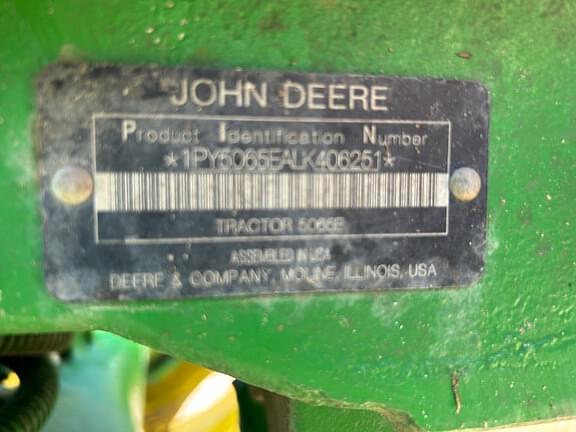 JOHN DEERE
Product Identification Number
*1PY5065EALK406251*
TRACTOR 5065E
ASSEMBLED IN USA
DEERE & COMPANY, MOLINE, ILLINOIS, USA